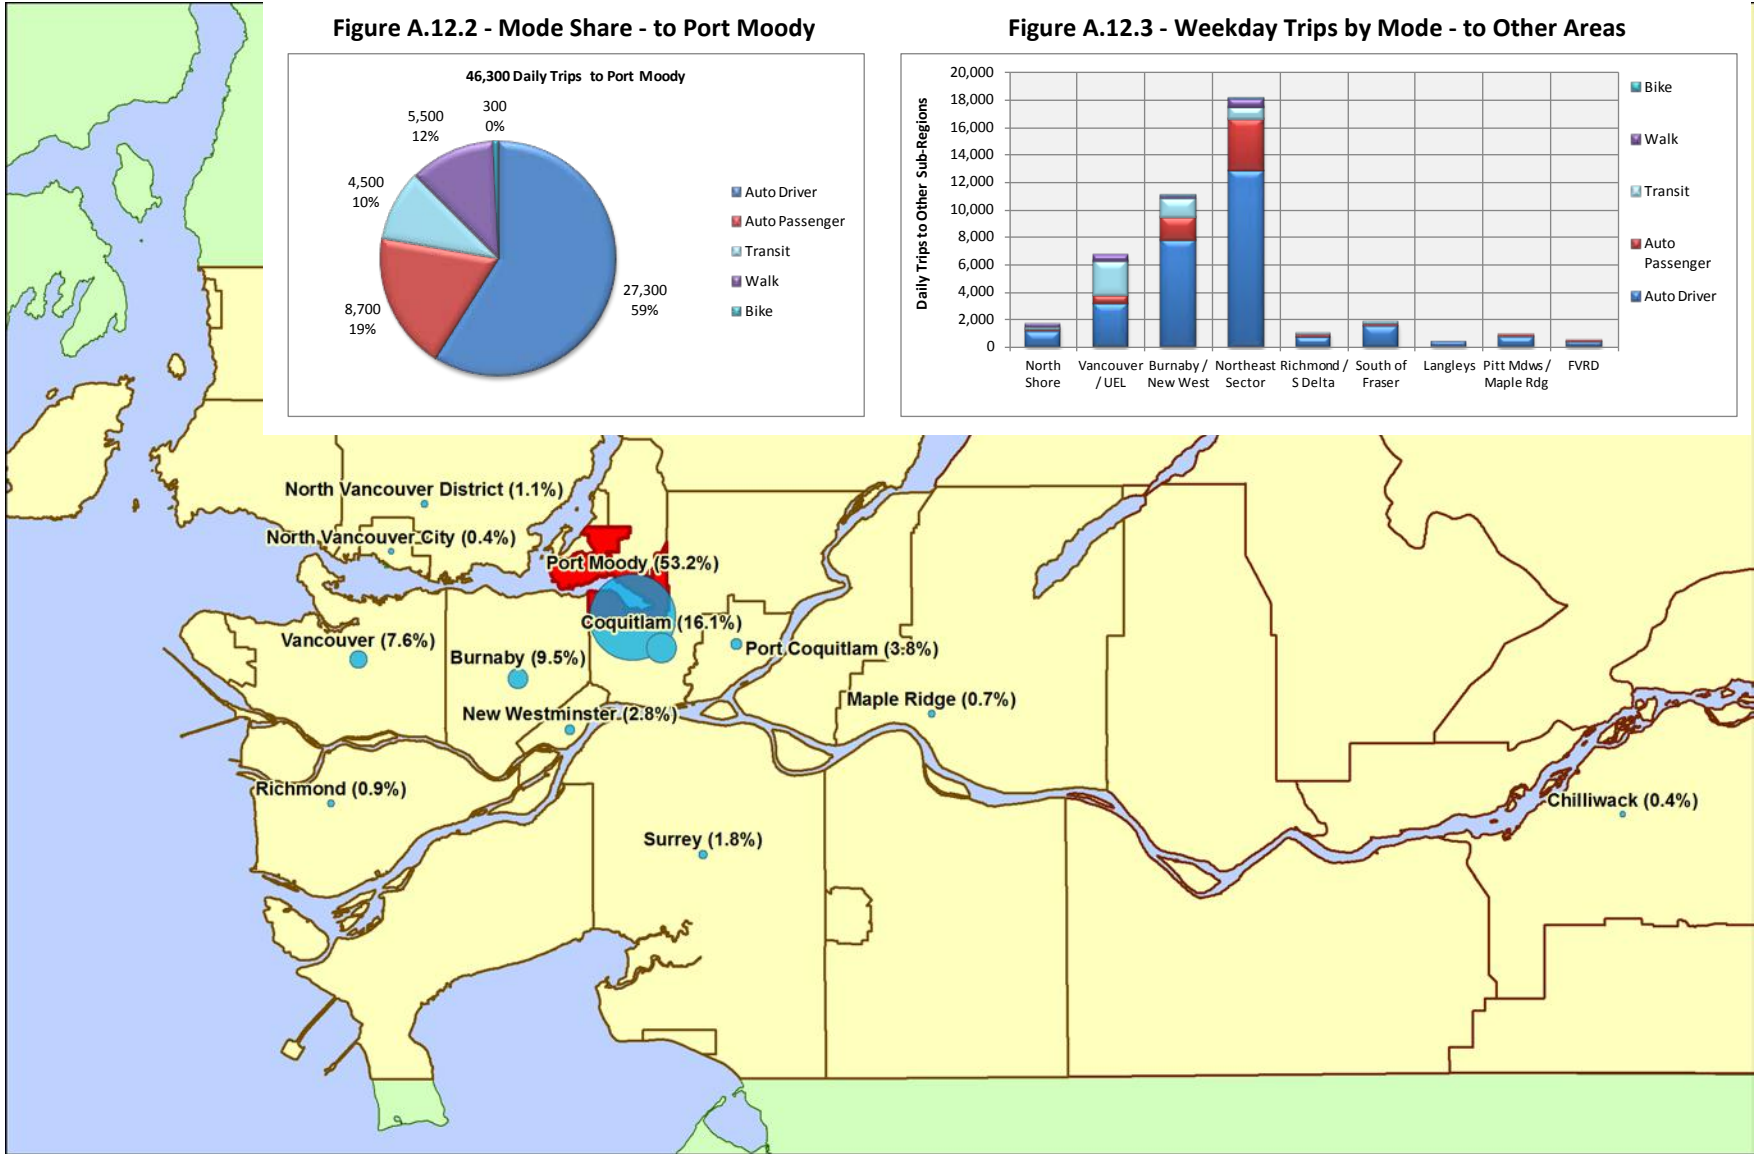 Figure A.12.2 - Mode Share - to Port Moody
46,300 Daily Trips to Port Moody
300
0%
5,500
12%
4,500
10%
8,700
19%
27,300
59%
Auto Driver
Auto Passenger
Transit
Walk
Bike
Figure A.12.3 - Weekday Trips by Mode - to Other Areas
Daily Trips to Other Sub-Regions
20,000
18,000
16,000
14,000
12,000
10,000
8,000
6,000
4,000
2,000
0
North
Shore
Vancouver
/ UEL
Burnaby /
New West
Northeast
Sector
Richmond /
S Delta
South of
Fraser
Langleys
Pitt Mdws /
Maple Rdg
FVRD
Bike
Walk
Transit
Auto
Passenger
Auto Driver
North Vancouver District (1.1%)
North Vancouver City (0.4%)
Port Moody (53.2%)
Coquitlam (16.1%)
Vancouver (7.6%)
Burnaby (9.5%)
Port Coquitlam (3.8%)
New Westminster (2.8%)
Maple Ridge (0.7%)
Richmond (0.9%)
Chilliwack (0.4%)
Surrey (1.8%)